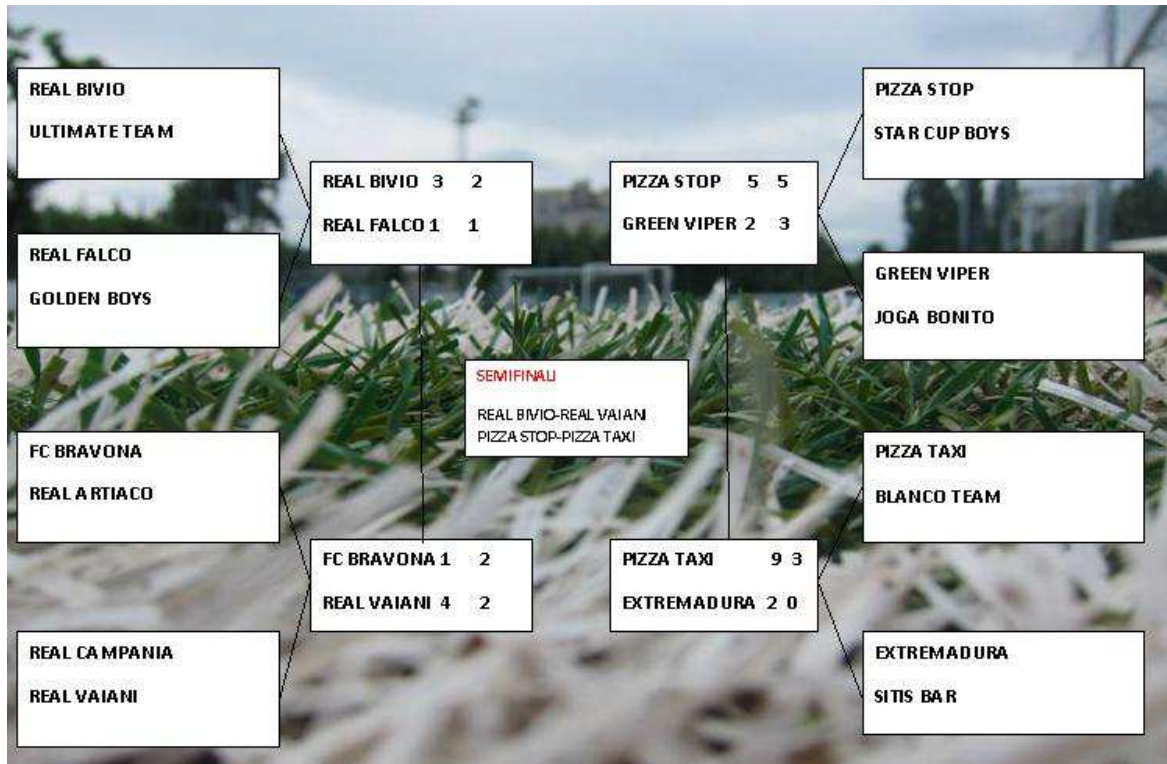 REAL BIVIO
ULTIMATE TEAM
REAL FALCO
GOLDEN BOYS
FC BRAVONA
REAL ARTIACO
REAL CAMPANIA
REAL VAIANI
REAL BIVIO 3 2
REAL FALCO 1 1
FC BRAVONA 1 2
REAL VAIANI 4 2
SEMIFINALI
REAL BIVIO-REAL VAIANI
PIZZA STOP-PIZZA TAXI
PIZZA STOP 5 5
GREEN VIPER 2 3
PIZZA TAXI 9 3
EXTREMADURA 2 0
PIZZA STOP
STAR CUP BOYS
GREEN VIPER
JOGA BONITO
PIZZA TAXI
BLANCO TEAM
EXTREMADURA
SITIS BAR